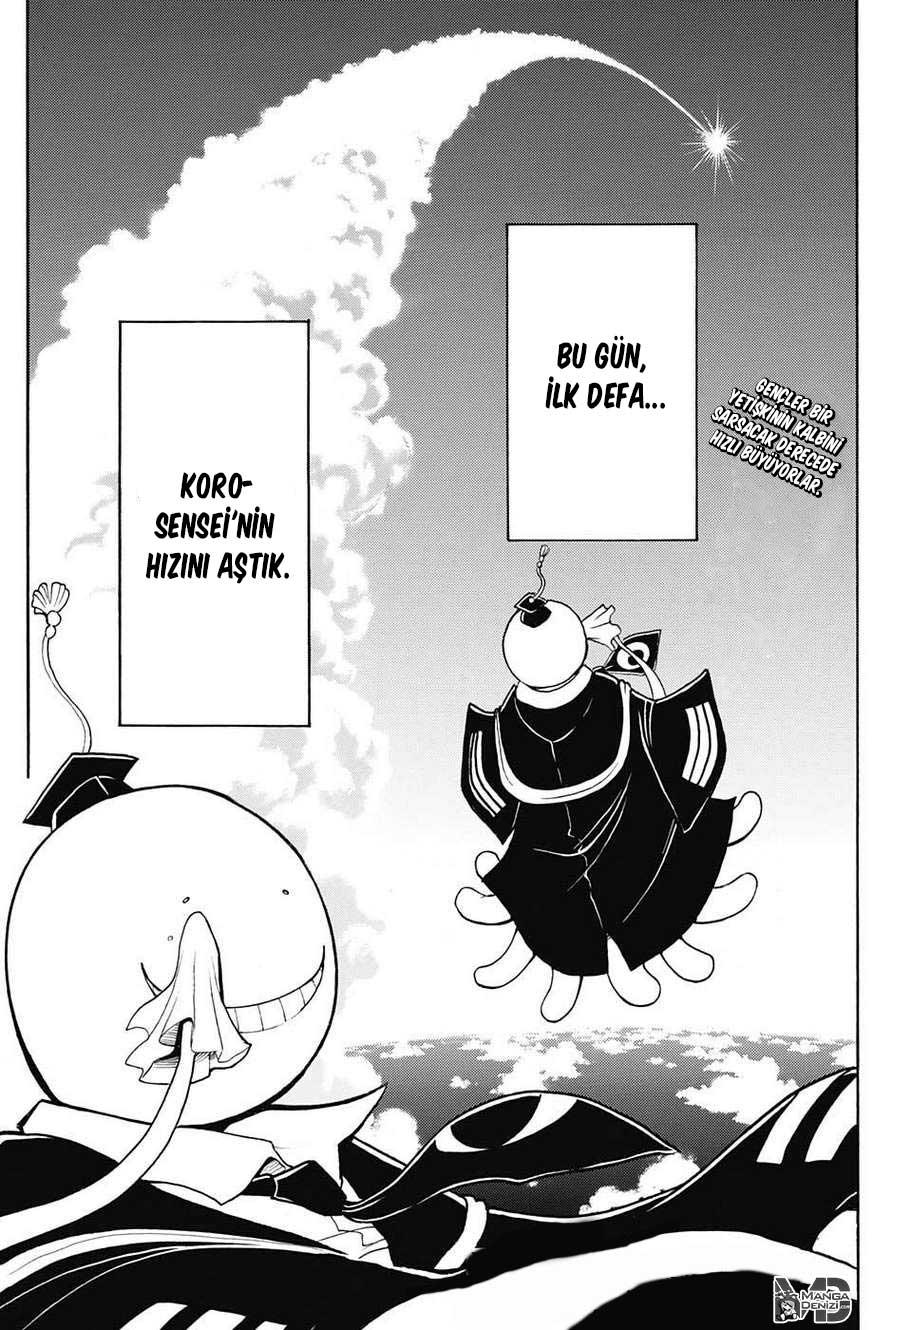 BU GÜN,
İLK DEFA...
GENÇLER BİR
YETİŞKİNİN KALBİNİ
SARSACAK DERECEDE
HIZLI BÜYÜYORLAR.
KORO-
SENSEİ'NİN
HIZINI AŞTIK.
MANGA
DENİZİ.com